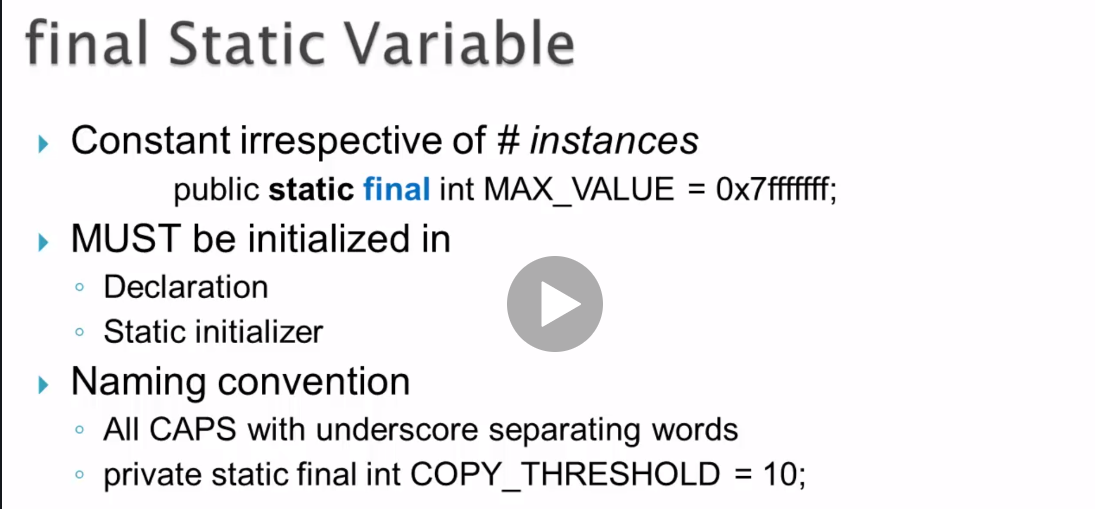 final Static Variable
Constant irrespective of # instances
public static final int MAX_VALUE = 0x7fffffff;
MUST be initialized in
Declaration
Static initializer
Naming convention
All CAPS with underscore separating words
private static final int COPY_THRESHOLD = 10;